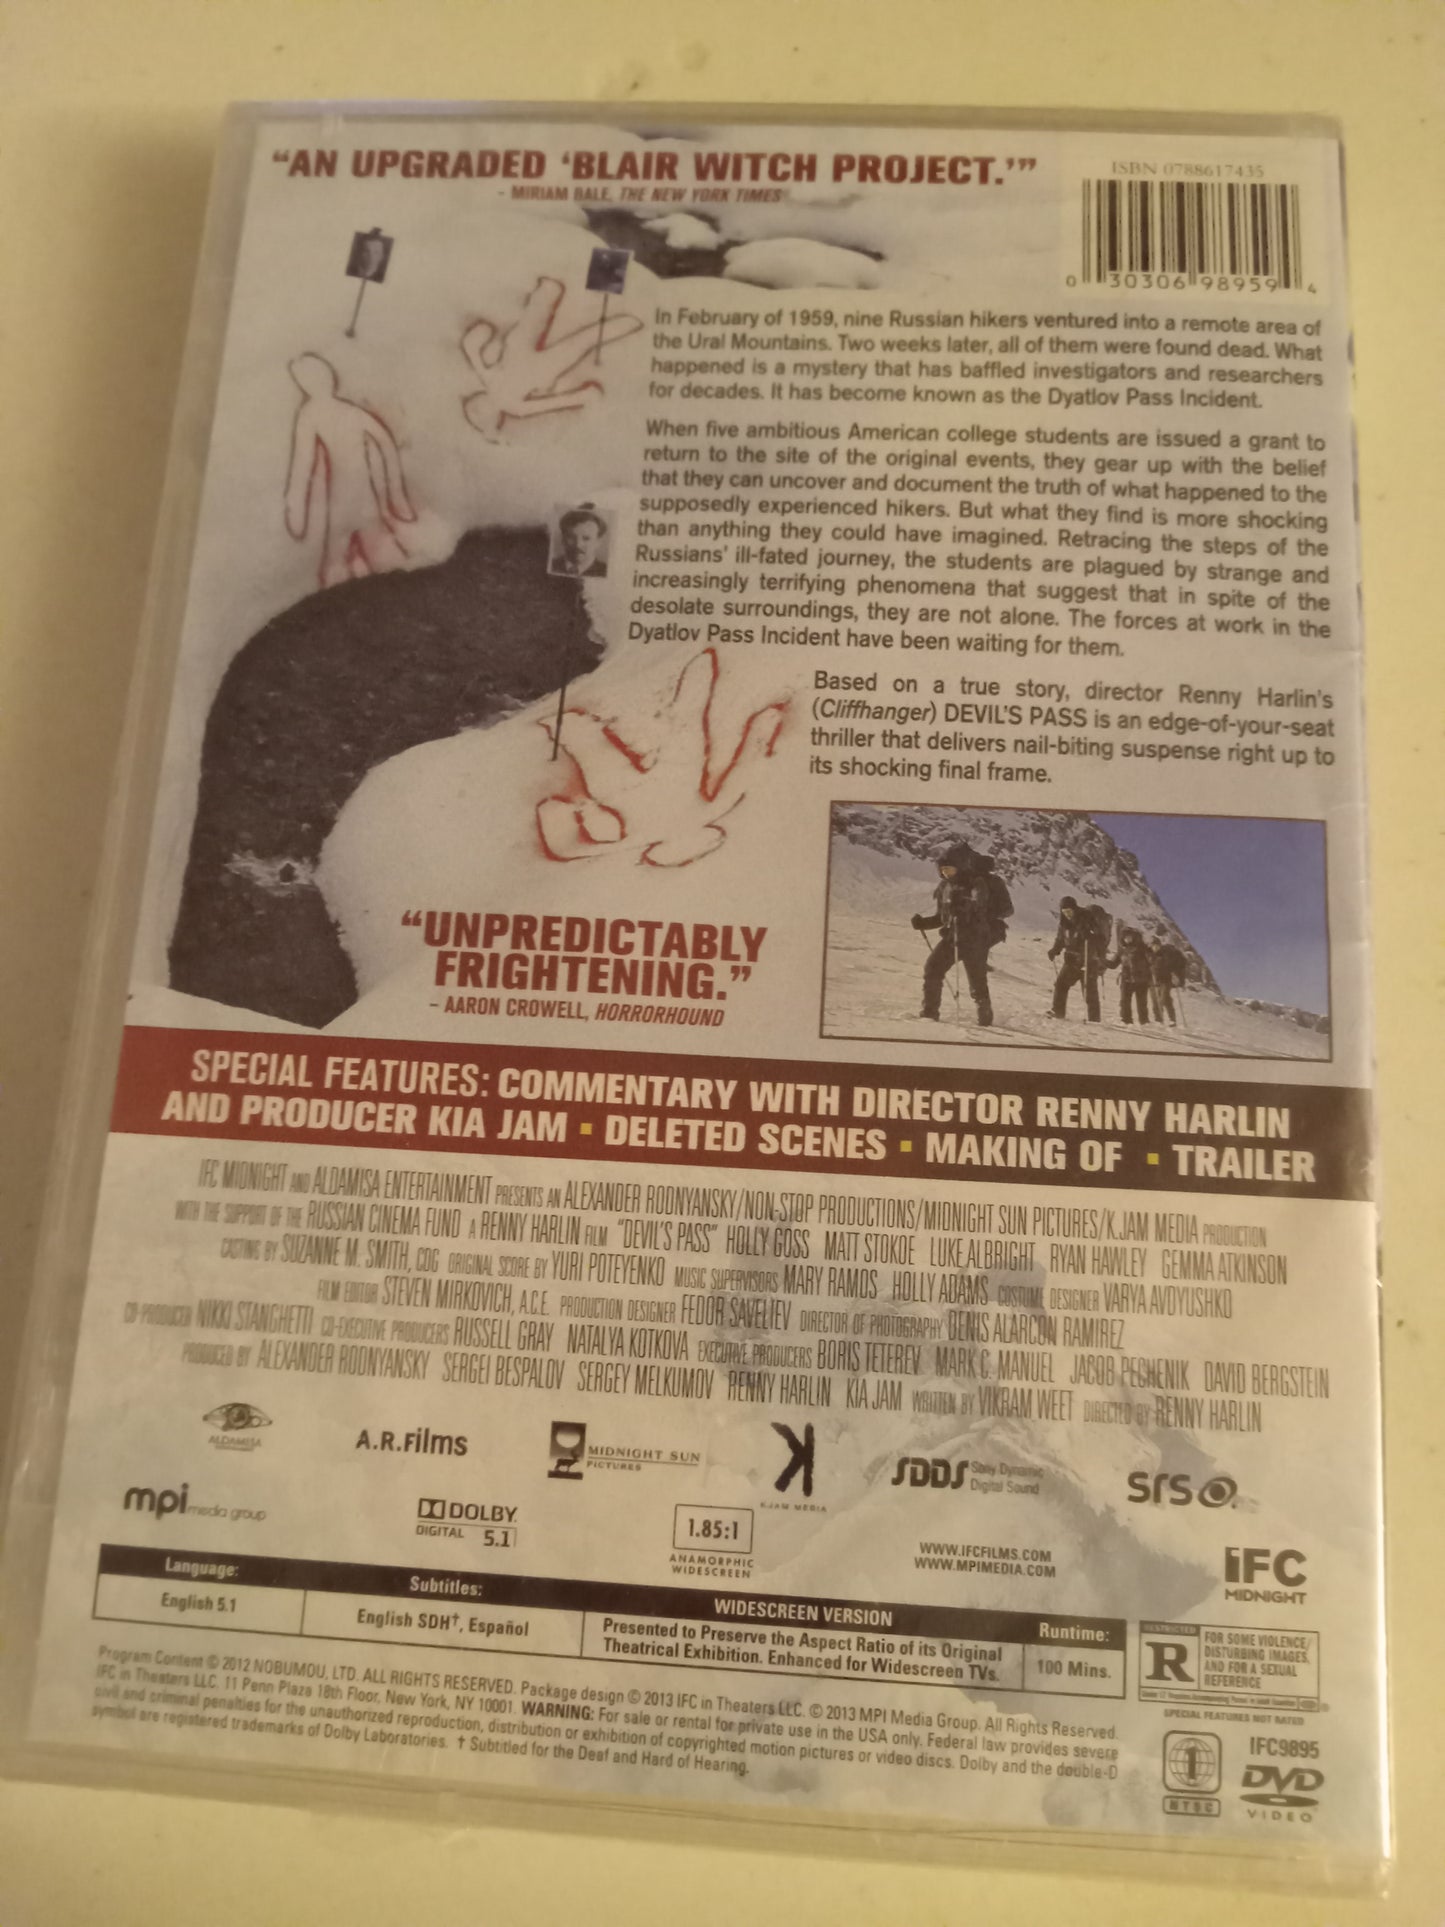 "AN UPGRADED 'BLAIR WITCH PROJECT.'"
- MIRIAM BALE, THE NEW YORK TIMES
ISBN 0788617435
0 30306 98959 4
In February of 1959, nine Russian hikers ventured into a remote area of
the Ural Mountains. Two weeks later, all of them were found dead. What
happened is a mystery that has baffled investigators and researchers
for decades. It has become known as the Dyatlov Pass Incident.
When five ambitious American college students are issued a grant to
return to the site of the original events, they gear up with the belief
that they can uncover and document the truth of what happened to the
supposedly experienced hikers. But what they find is more shocking
than anything they could have imagined. Retracing the steps of the
Russians' ill-fated journey, the students are plagued by strange and
increasingly terrifying phenomena that suggest that in spite of the
desolate surroundings, they are not alone. The forces at work in the
Dyatlov Pass Incident have been waiting for them.
Based on a true story, director Renny Harlin's
(Cliffhanger) DEVIL'S PASS is an edge-of-your-seat
thriller that delivers nail-biting suspense right up to
its shocking final frame.
"UNPREDICTABLY
FRIGHTENING."
- AARON CROWELL, HORRORHOUND
SPECIAL FEATURES: COMMENTARY WITH DIRECTOR RENNY HARLIN
AND PRODUCER KIA JAM ▪ DELETED SCENES ▪ MAKING OF ▪ TRAILER
IFC MIDNIGHT AND ALDAMISA ENTERTAINMENT PRESENTS AN ALEXANDER RODNYANSKY/NON-STOP PRODUCTIONS/MIDNIGHT SUN PICTURES/K.JAM MEDIA PRODUCTION
WITH THE SUPPORT OF THE RUSSIAN CINEMA FUND A RENNY HARLIN FILM "DEVIL'S PASS" HOLLY GOSS MATT STOKOE LUKE ALBRIGHT RYAN HAWLEY GEMMA ATKINSON
CASTING BY SUZANNE M. SMITH, CDG ORIGINAL SCORE BY YURI POTEYENKO MUSIC SUPERVISORS MARY RAMOS HOLLY ADAMS COSTUME DESIGNER VARYA AVDYUSHKO
FILM EDITOR STEVEN MIRKOVICH, A.C.E. PRODUCTION DESIGNER FEDOR SAVELIEV DIRECTOR OF PHOTOGRAPHY DENIS ALARCON RAMIREZ
CO-PRODUCER NIKKI STANGHETTI CO-EXECUTIVE PRODUCERS RUSSELL GRAY NATALYA KOTKOVA EXECUTIVE PRODUCERS BORIS TETEREV MARK C. MANUEL JACOB PECHENIK DAVID BERGSTEIN
PRODUCED BY ALEXANDER RODNYANSKY SERGEI BESPALOV SERGEY MELKUMOV RENNY HARLIN KIA JAM WRITTEN BY VIKRAM WEET DIRECTED BY RENNY HARLIN
ALDAMISA
A.R.Films
MIDNIGHT SUN
PICTURES
K
K.JAM MEDIA
SDDS Sony Dynamic
Digital Sound
SRS
mpi media group
DOLBY
DIGITAL 5.1
1.85:1
ANAMORPHIC
WIDESCREEN
WWW.IFCFILMS.COM
WWW.MPIMEDIA.COM
IFC
MIDNIGHT
Language:
English 5.1
Subtitles:
English SDH†, Español
WIDESCREEN VERSION
Presented to Preserve the Aspect Ratio of its Original
Theatrical Exhibition. Enhanced for Widescreen TVs.
Runtime:
100 Mins.
RESTRICTED
R
FOR SOME VIOLENCE/
DISTURBING IMAGES,
AND FOR A SEXUAL
REFERENCE
SPECIAL FEATURES NOT RATED
Program Content © 2012 NOBUMOU, LTD. ALL RIGHTS RESERVED. Package design © 2013 IFC in Theaters LLC. © 2013 MPI Media Group. All Rights Reserved.
IFC in Theaters LLC. 11 Penn Plaza 18th Floor, New York, NY 10001. WARNING: For sale or rental for private use in the USA only. Federal law provides severe
civil and criminal penalties for the unauthorized reproduction, distribution or exhibition of copyrighted motion pictures or video discs. Dolby and the double-D
symbol are registered trademarks of Dolby Laboratories. † Subtitled for the Deaf and Hard of Hearing.
1
NTSC
IFC9895
DVD
VIDEO